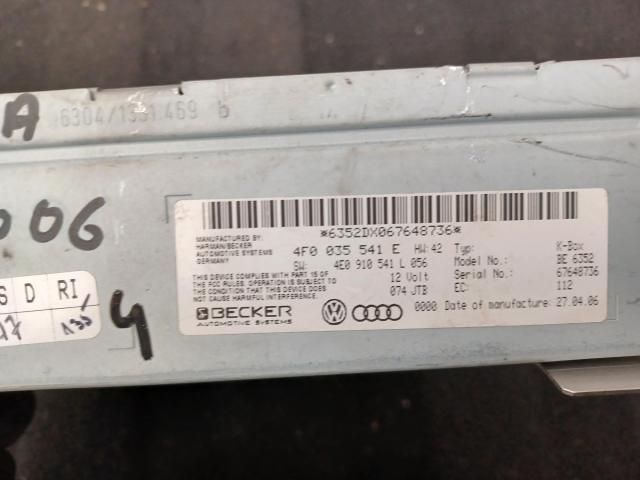 A
6304/1331.469 b
006
S D RI
4
*6352DX067648736*
MANUFACTURED BY:
HARMAN/BECKER
AUTOMOTIVE SYSTEMS
GERMANY
4F0 035 541 E HW: 42 Typ: K-Box
SW: 4E0 910 541 L 056 Model No.: BE 6352
12 Volt Serial No.: 67648736
074 JTB EC: 112
THIS DEVICE COMPLIES WITH PART 15 OF
THE FCC RULES. OPERATION IS SUBJECT
TO THE CONDITION THAT THIS DEVICE DOES
NOT CAUSE HARMFUL INTERFERENCE.
BECKER
AUTOMOTIVE SYSTEMS
0000 Date of manufacture: 27.04.06